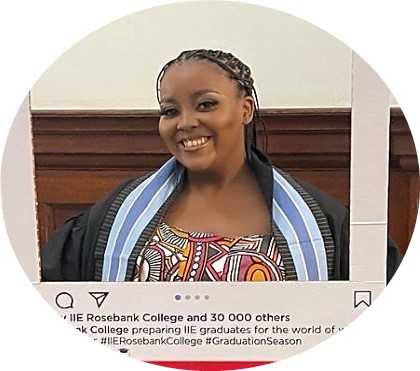 IIE Rosebank College and 30 000 others
College preparing IIE graduates for the world of
#IIERosebankCollege #GraduationSeason